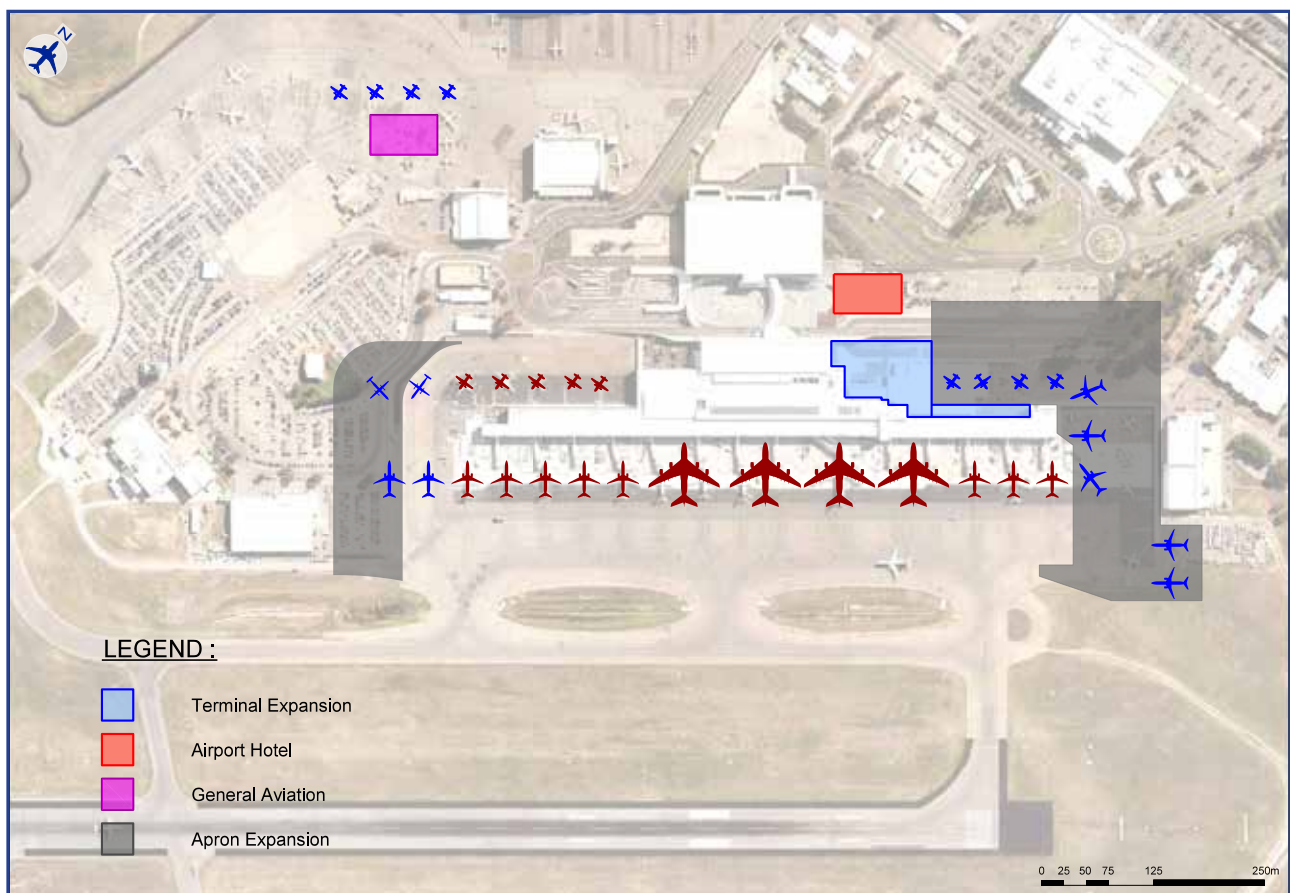 N
LEGEND :
Terminal Expansion
Airport Hotel
General Aviation
Apron Expansion
0 25 50 75 125 250m